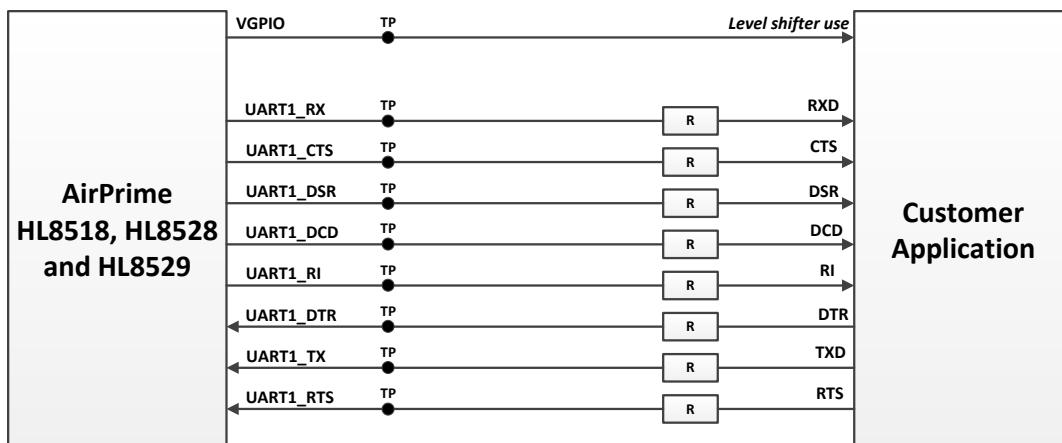 VGPIO TP Level shifter use
UART1_RX TP R RXD
UART1_CTS TP R CTS
UART1_DSR TP R DSR
UART1_DCD TP R DCD
UART1_RI TP R RI
UART1_DTR TP R DTR
UART1_TX TP R TXD
UART1_RTS TP R RTS
AirPrime
HL8518, HL8528
and HL8529
Customer
Application